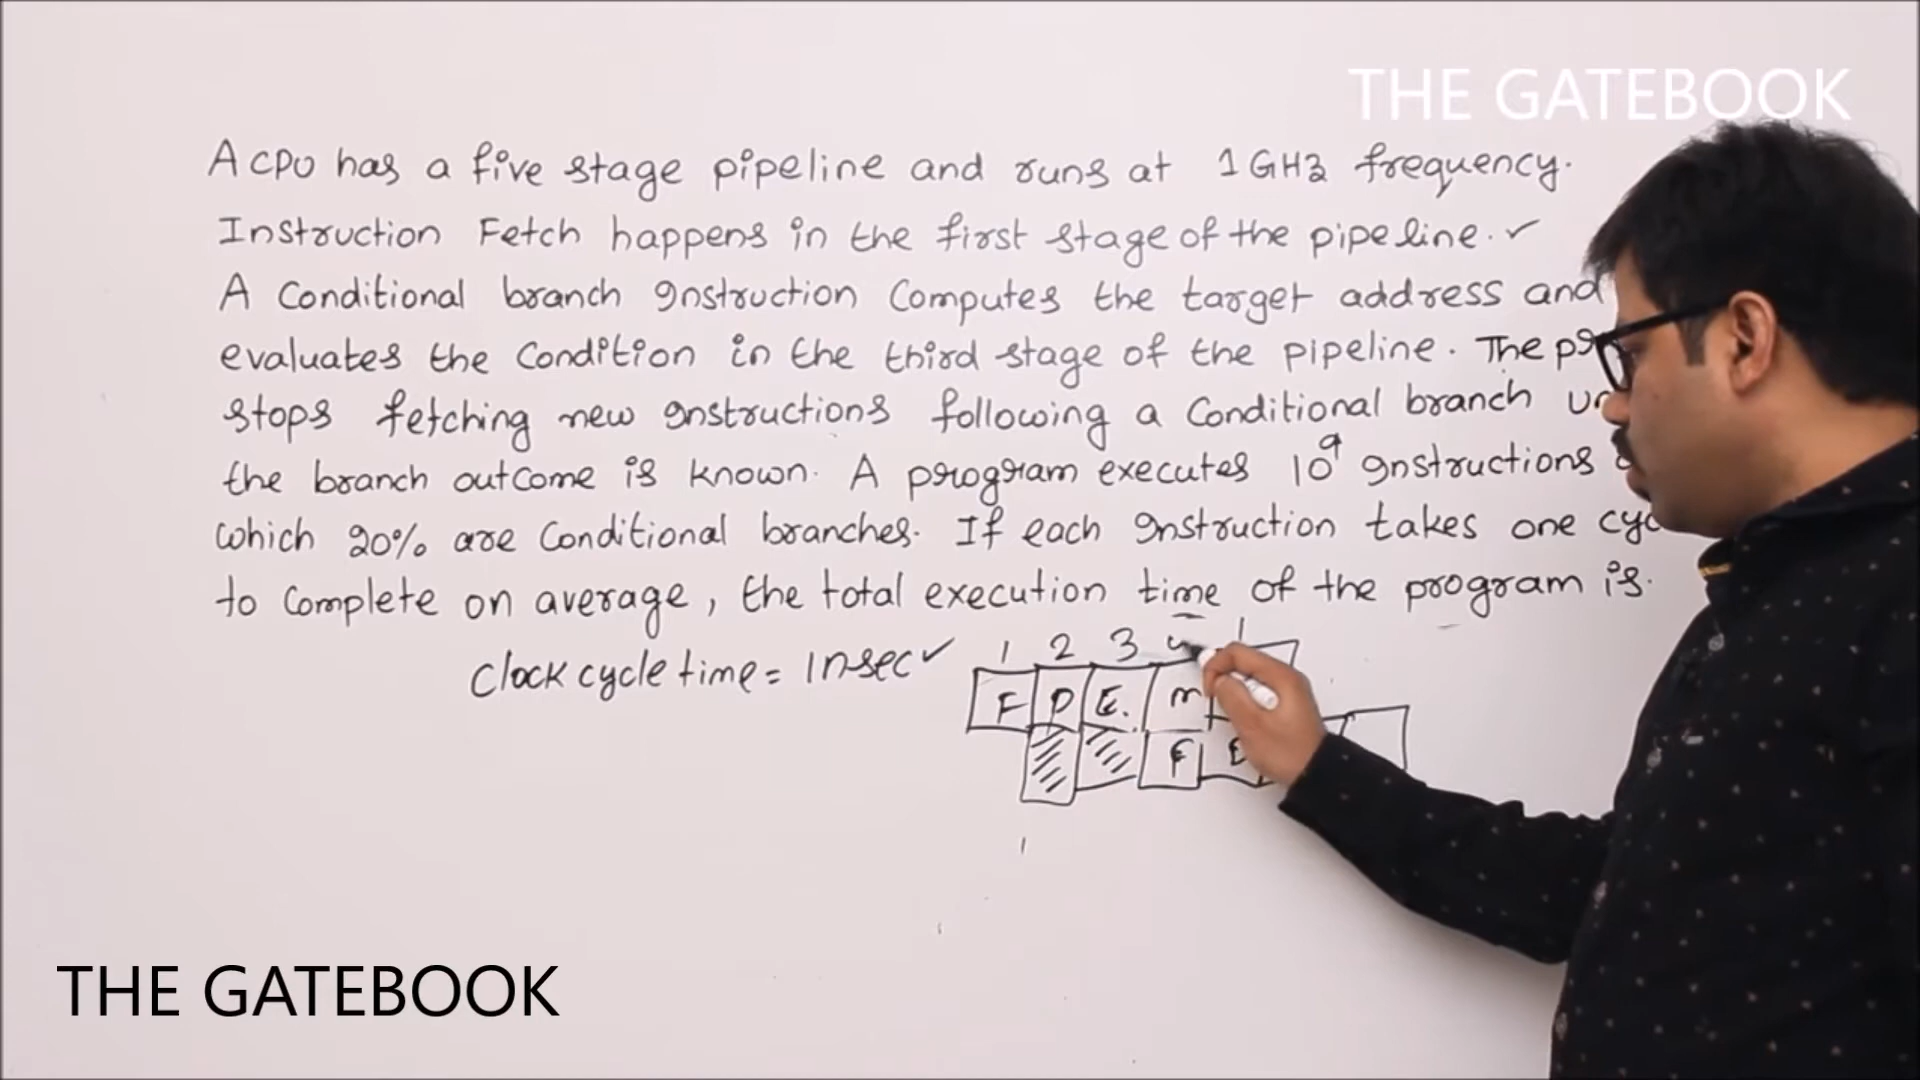 THE GATEBOOK
A CPU has a five stage pipeline and runs at 1 GHz frequency.
Instruction Fetch happens in the first stage of the pipeline. ✓
A Conditional branch Instruction Computes the target address and
evaluates the Condition in the third stage of the pipeline. The
stops fetching new Instructions following a Conditional branch
the branch outcome is known. A program executes 10⁹ Instructions
which 20% are Conditional branches. If each Instruction takes one
to Complete on average, the total execution time of the program is.
Clock cycle time = 1nsec ✓
1 2 3
F D E. m
F
THE GATEBOOK